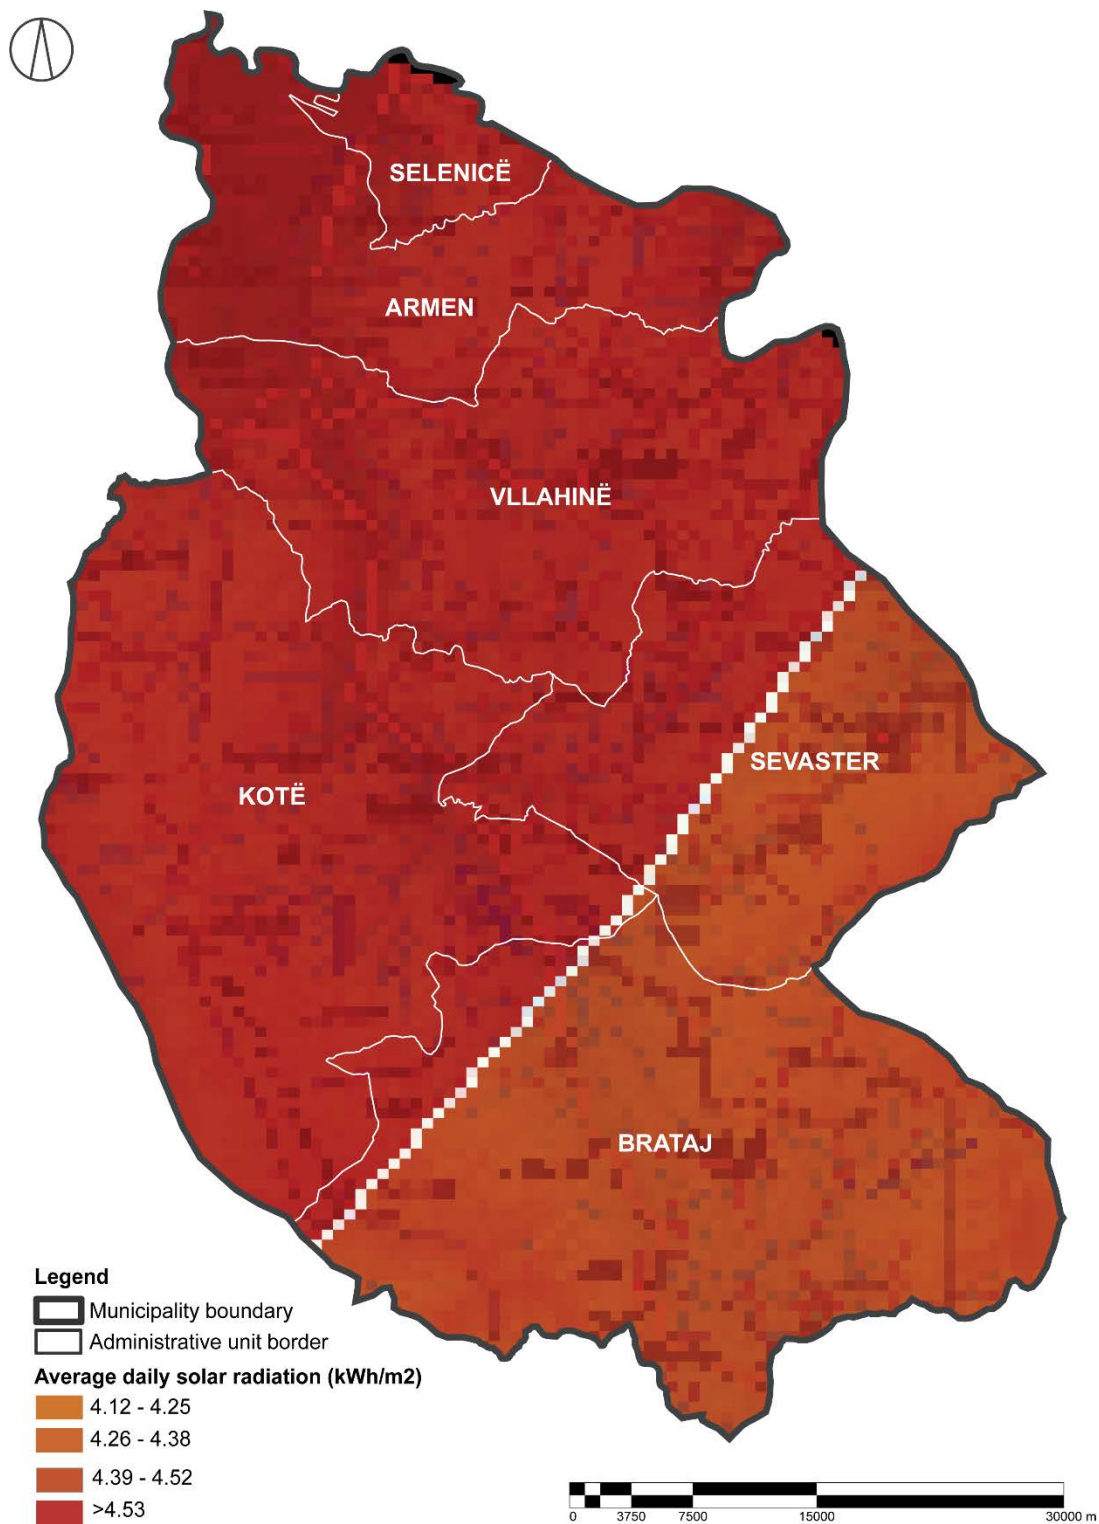 SELENICË
ARMEN
VLLAHINË
SEVASTER
KOTË
BRATAJ
Legend
Municipality boundary
Administrative unit border
Average daily solar radiation (kWh/m2)
4.12 - 4.25
4.26 - 4.38
4.39 - 4.52
>4.53
0 3750 7500 15000 30000 m